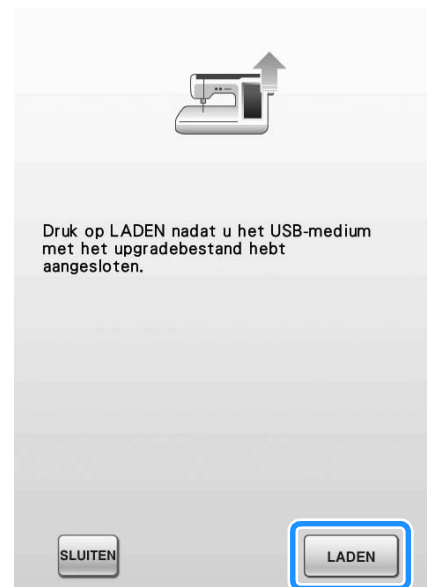 Druk op LADEN nadat u het USB-medium
met het upgradebestand hebt
aangesloten.
SLUITEN
LADEN